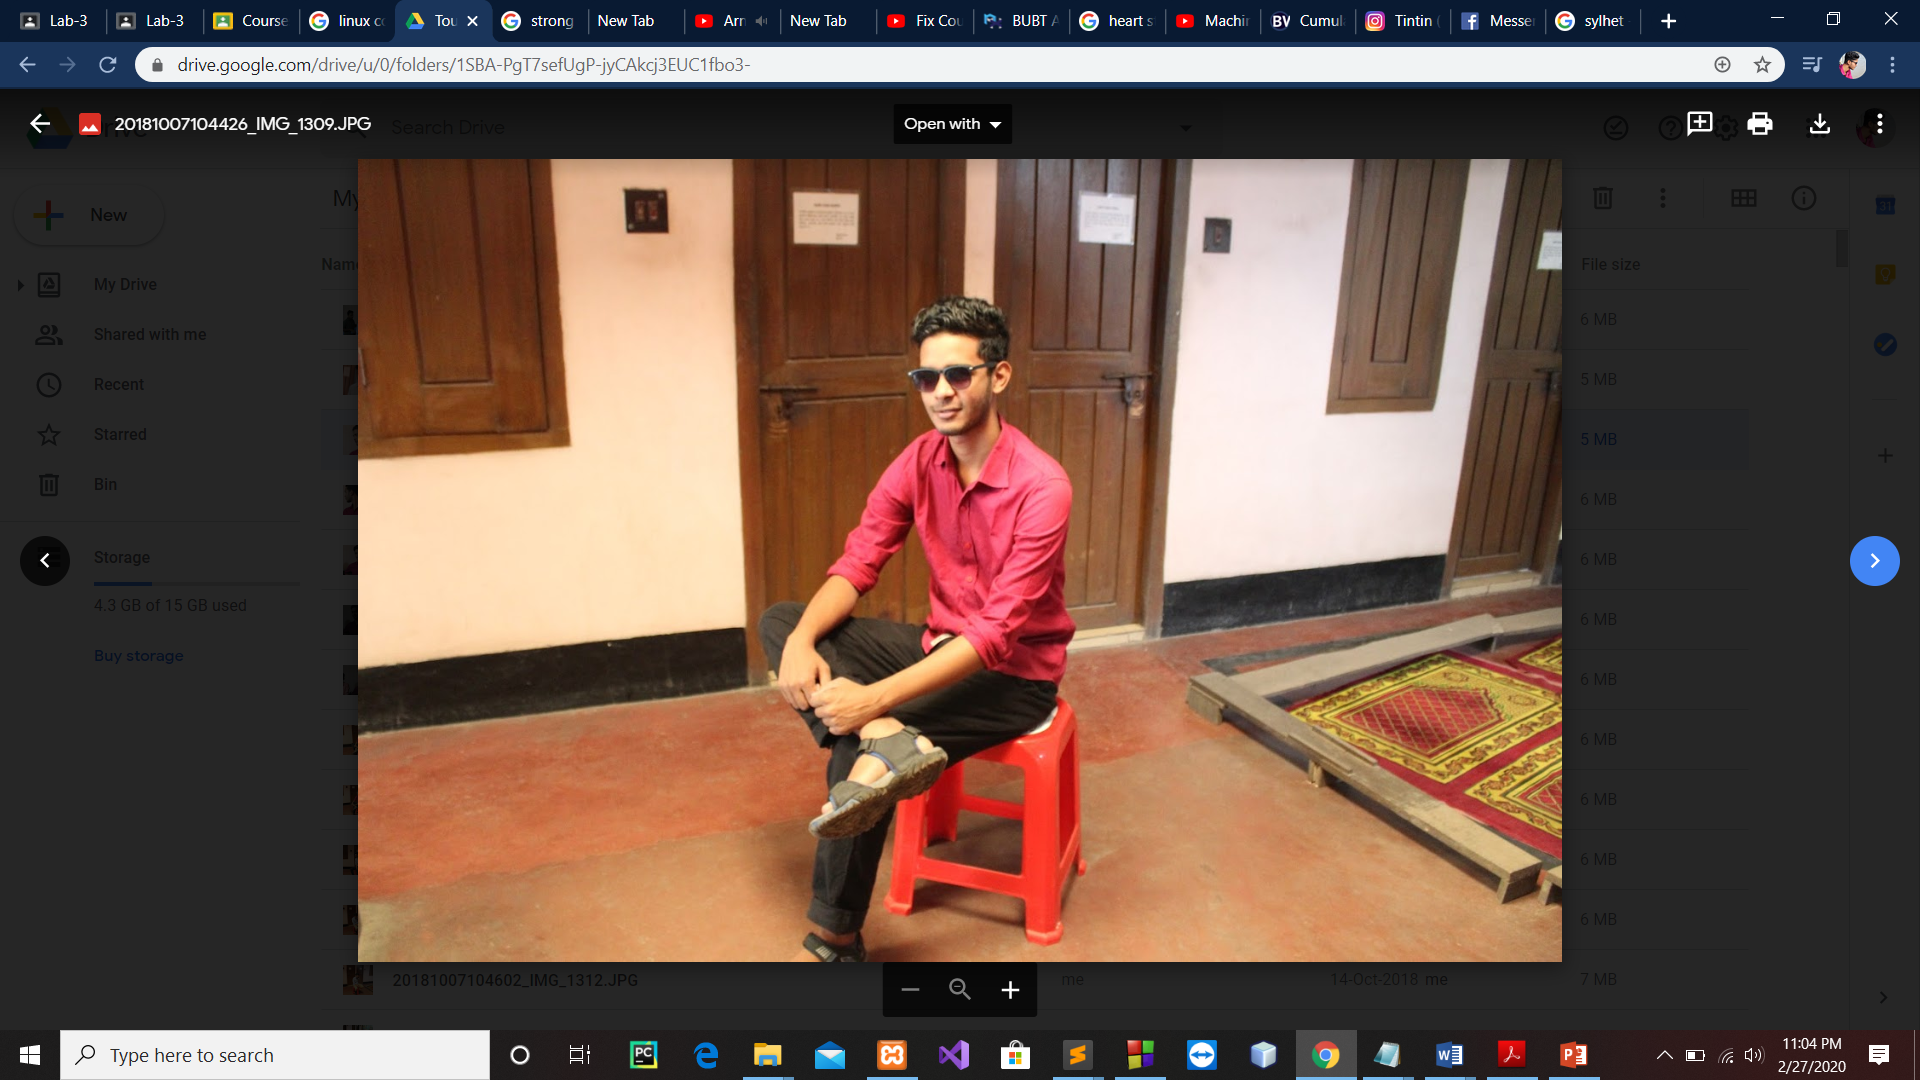 Lab-3 Lab-3 Course linux c Tou strong New Tab Arr New Tab Fix Cou BUBT A heart s Machin Cumula Tintin ( Messen sylhet
drive.google.com/drive/u/0/folders/1SBA-PgT7sefUgP-jyCAkcj3EUC1fbo3-
20181007104426_IMG_1309.JPG Search Drive Open with
New My
Name File size
My Drive
Shared with me
Recent
Starred
Bin
Storage
4.3 GB of 15 GB used
Buy storage
6 MB
5 MB
5 MB
6 MB
6 MB
6 MB
6 MB
6 MB
6 MB
6 MB
6 MB
20181007104602_IMG_1312.JPG me 14-Oct-2018 me 7 MB
Type here to search
11:04 PM
2/27/2020